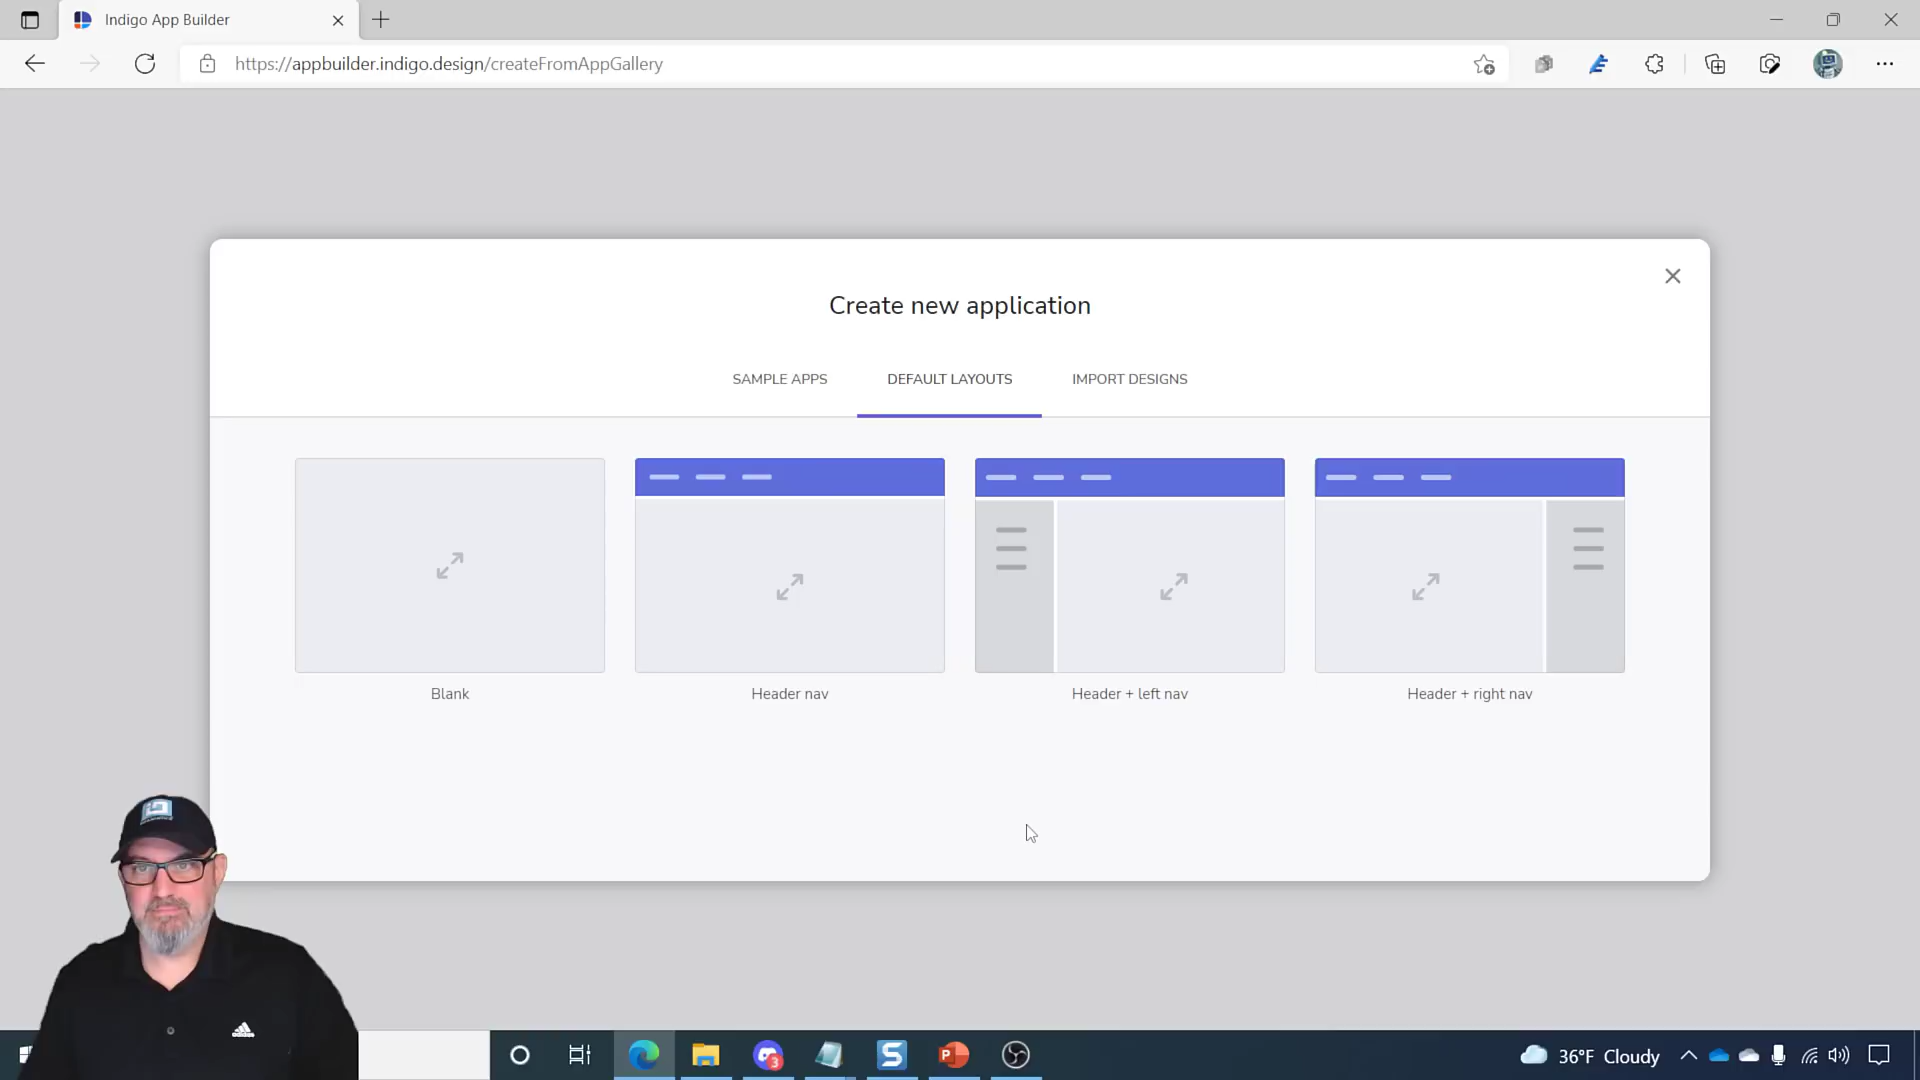 Indigo App Builder
https://appbuilder.indigo.design/createFromAppGallery
Create new application
SAMPLE APPS
DEFAULT LAYOUTS
IMPORT DESIGNS
Blank
Header nav
Header + left nav
Header + right nav
3
S
P
36°F Cloudy